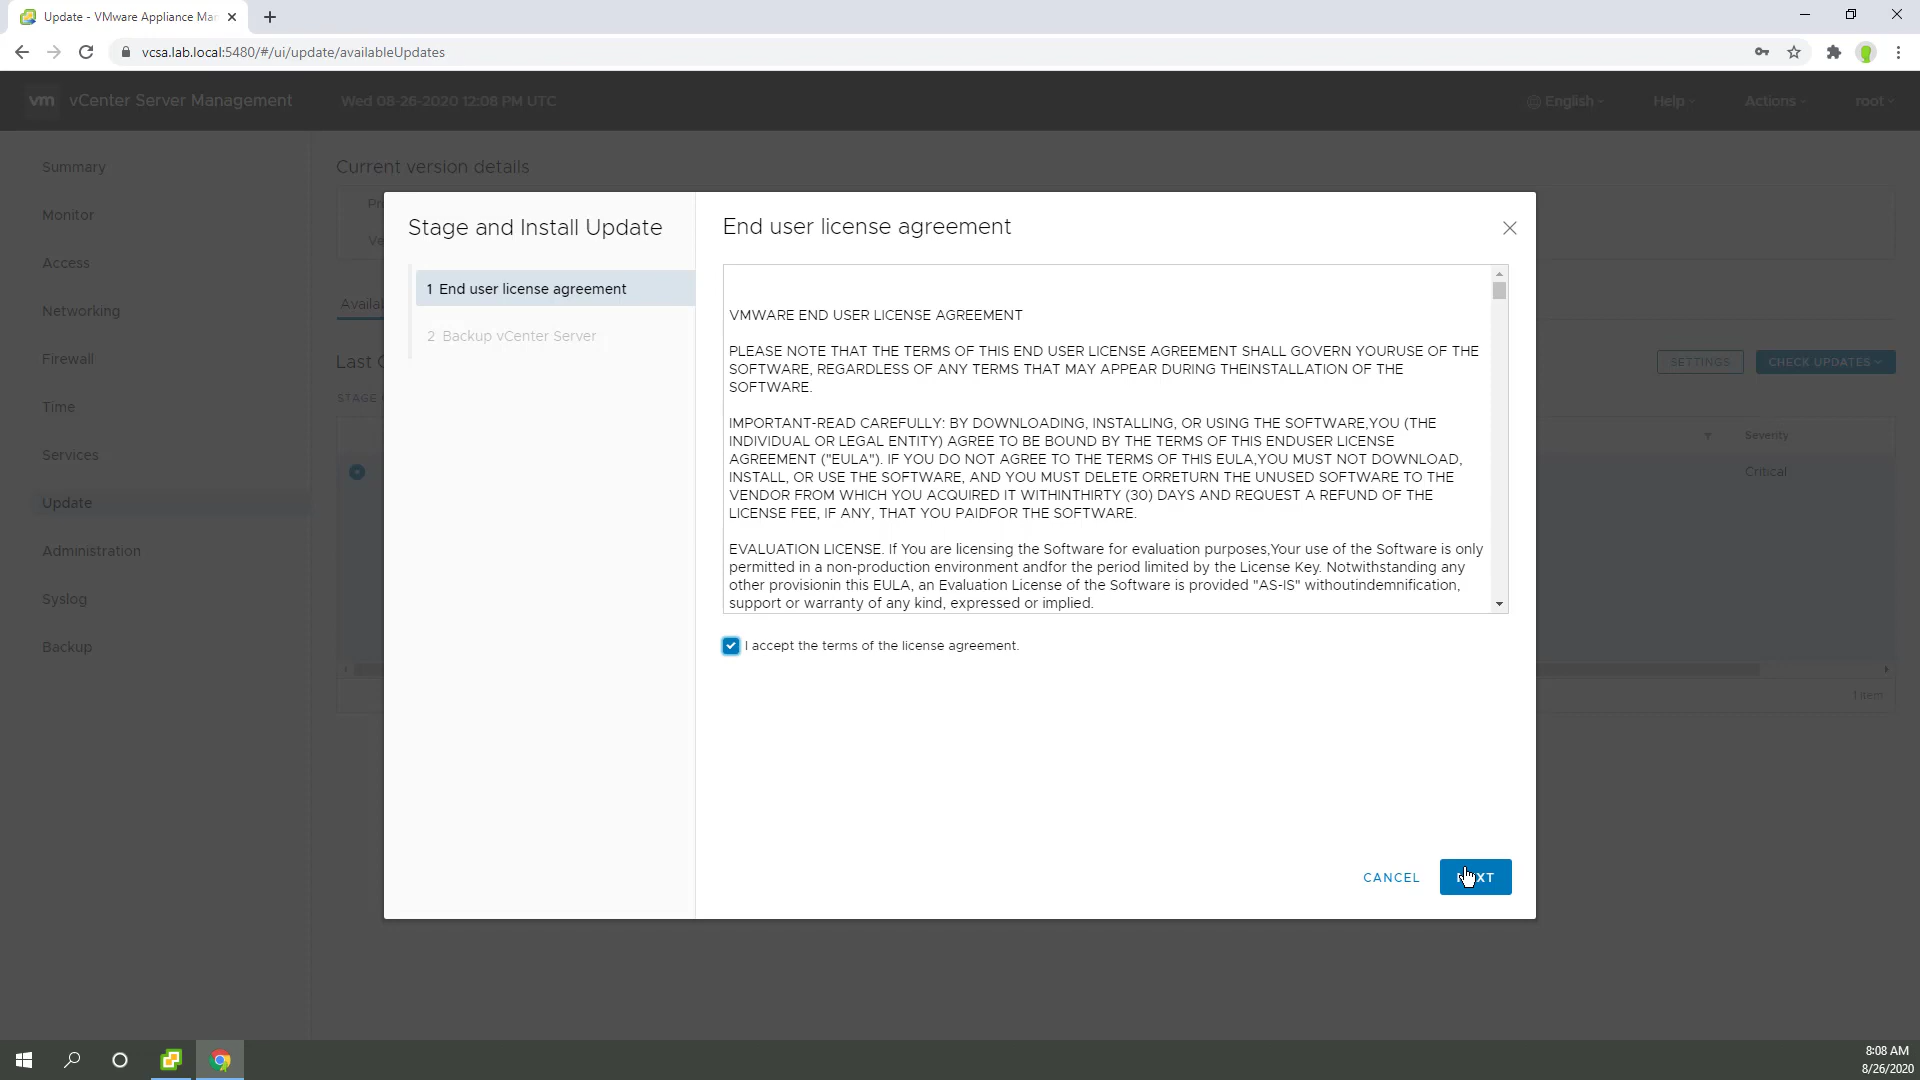 Update - VMware Appliance Mar
vcsa.lab.local:5480/#/ui/update/availableUpdates
vm vCenter Server Management
Wed 08-26-2020 12:08 PM UTC
English
Help
Actions
root
Summary
Monitor
Access
Networking
Firewall
Time
Services
Update
Administration
Syslog
Backup
Current version details
Stage and Install Update
1 End user license agreement
2 Backup vCenter Server
End user license agreement
VMWARE END USER LICENSE AGREEMENT
PLEASE NOTE THAT THE TERMS OF THIS END USER LICENSE AGREEMENT SHALL GOVERN YOURUSE OF THE
SOFTWARE, REGARDLESS OF ANY TERMS THAT MAY APPEAR DURING THEINSTALLATION OF THE
SOFTWARE.
IMPORTANT-READ CAREFULLY: BY DOWNLOADING, INSTALLING, OR USING THE SOFTWARE,YOU (THE
INDIVIDUAL OR LEGAL ENTITY) AGREE TO BE BOUND BY THE TERMS OF THIS ENDUSER LICENSE
AGREEMENT ("EULA"). IF YOU DO NOT AGREE TO THE TERMS OF THIS EULA,YOU MUST NOT DOWNLOAD,
INSTALL, OR USE THE SOFTWARE, AND YOU MUST DELETE ORRETURN THE UNUSED SOFTWARE TO THE
VENDOR FROM WHICH YOU ACQUIRED IT WITHINTHIRTY (30) DAYS AND REQUEST A REFUND OF THE
LICENSE FEE, IF ANY, THAT YOU PAIDFOR THE SOFTWARE.
EVALUATION LICENSE. If You are licensing the Software for evaluation purposes,Your use of the Software is only
permitted in a non-production environment andfor the period limited by the License Key. Notwithstanding any
other provisionin this EULA, an Evaluation License of the Software is provided "AS-IS" withoutindemnification,
support or warranty of any kind, expressed or implied.
I accept the terms of the license agreement.
CANCEL
Last
STAGE
SETTINGS
CHECK UPDATES
Severity
Critical
1 item
8:08 AM
8/26/2020